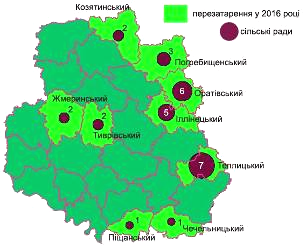 Козятинський
2
перезатарення у 2016 році
сільські ради
3
Погребищенський
6
Оратівський
Жмеринський
2
2
5
Іллінецький
Тиврівський
7
Теплицький
1
1
Чечельницький
Піщанський